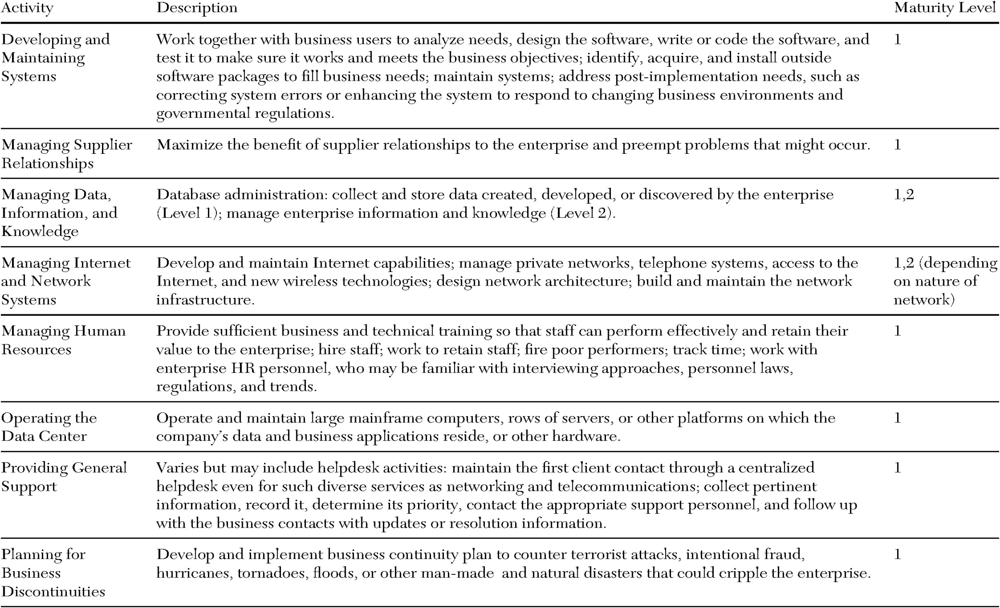 Activity Description Maturity Level
Developing and Work together with business users to analyze needs, design the software, write or code the software, and 1
Maintaining test it to make sure it works and meets the business objectives; identify, acquire, and install outside
Systems software packages to fill business needs; maintain systems; address post-implementation needs, such as
correcting system errors or enhancing the system to respond to changing business environments and
governmental regulations.
Managing Supplier Maximize the benefit of supplier relationships to the enterprise and preempt problems that might occur. 1
Relationships
Managing Data, Database administration: collect and store data created, developed, or discovered by the enterprise 1,2
Information, and (Level 1); manage enterprise information and knowledge (Level 2).
Knowledge
Managing Internet Develop and maintain Internet capabilities; manage private networks, telephone systems, access to the 1,2 (depending
and Network Internet, and new wireless technologies; design network architecture; build and maintain the network on nature of
Systems infrastructure. network)
Managing Human Provide sufficient business and technical training so that staff can perform effectively and retain their 1
Resources value to the enterprise; hire staff; work to retain staff; fire poor performers; track time; work with
enterprise HR personnel, who may be familiar with interviewing approaches, personnel laws,
regulations, and trends.
Operating the Operate and maintain large mainframe computers, rows of servers, or other platforms on which the 1
Data Center company's data and business applications reside, or other hardware.
Providing General Varies but may include helpdesk activities: maintain the first client contact through a centralized 1
Support helpdesk even for such diverse services as networking and telecommunications; collect pertinent
information, record it, determine its priority, contact the appropriate support personnel, and follow up
with the business contacts with updates or resolution information.
Planning for Develop and implement business continuity plan to counter terrorist attacks, intentional fraud, 1
Business hurricanes, tornadoes, floods, or other man-made and natural disasters that could cripple the enterprise.
Discontinuities